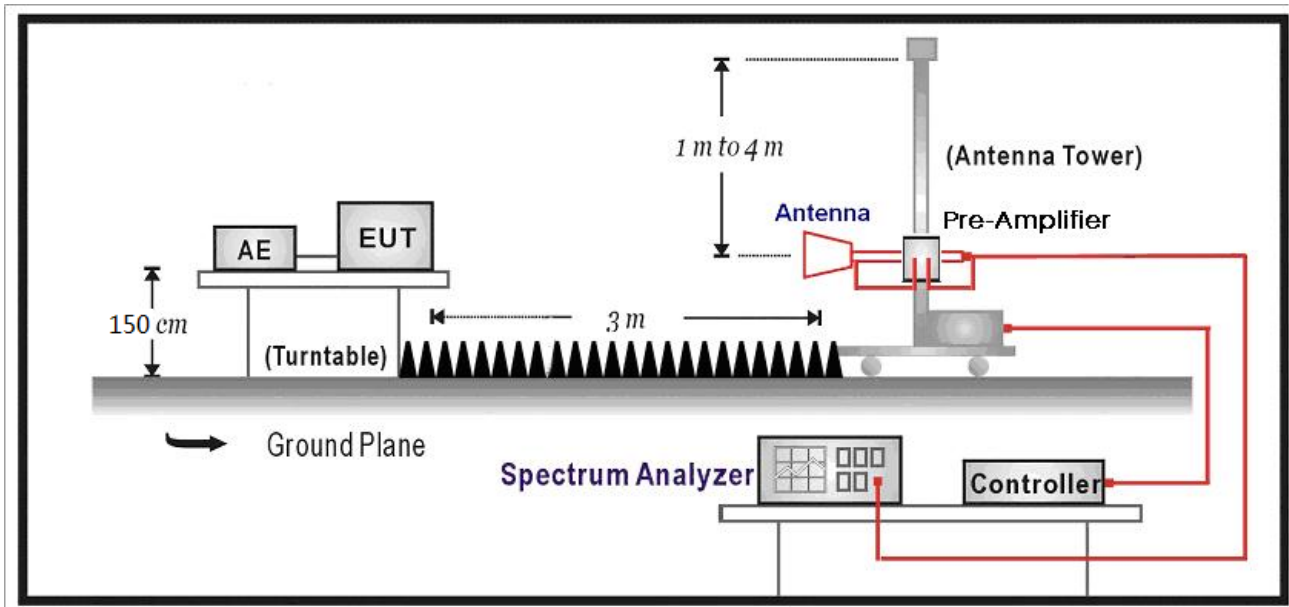 1 m to 4 m
(Antenna Tower)
Antenna
Pre-Amplifier
AE
EUT
150 cm
3 m
(Turntable)
Ground Plane
Spectrum Analyzer
Controller